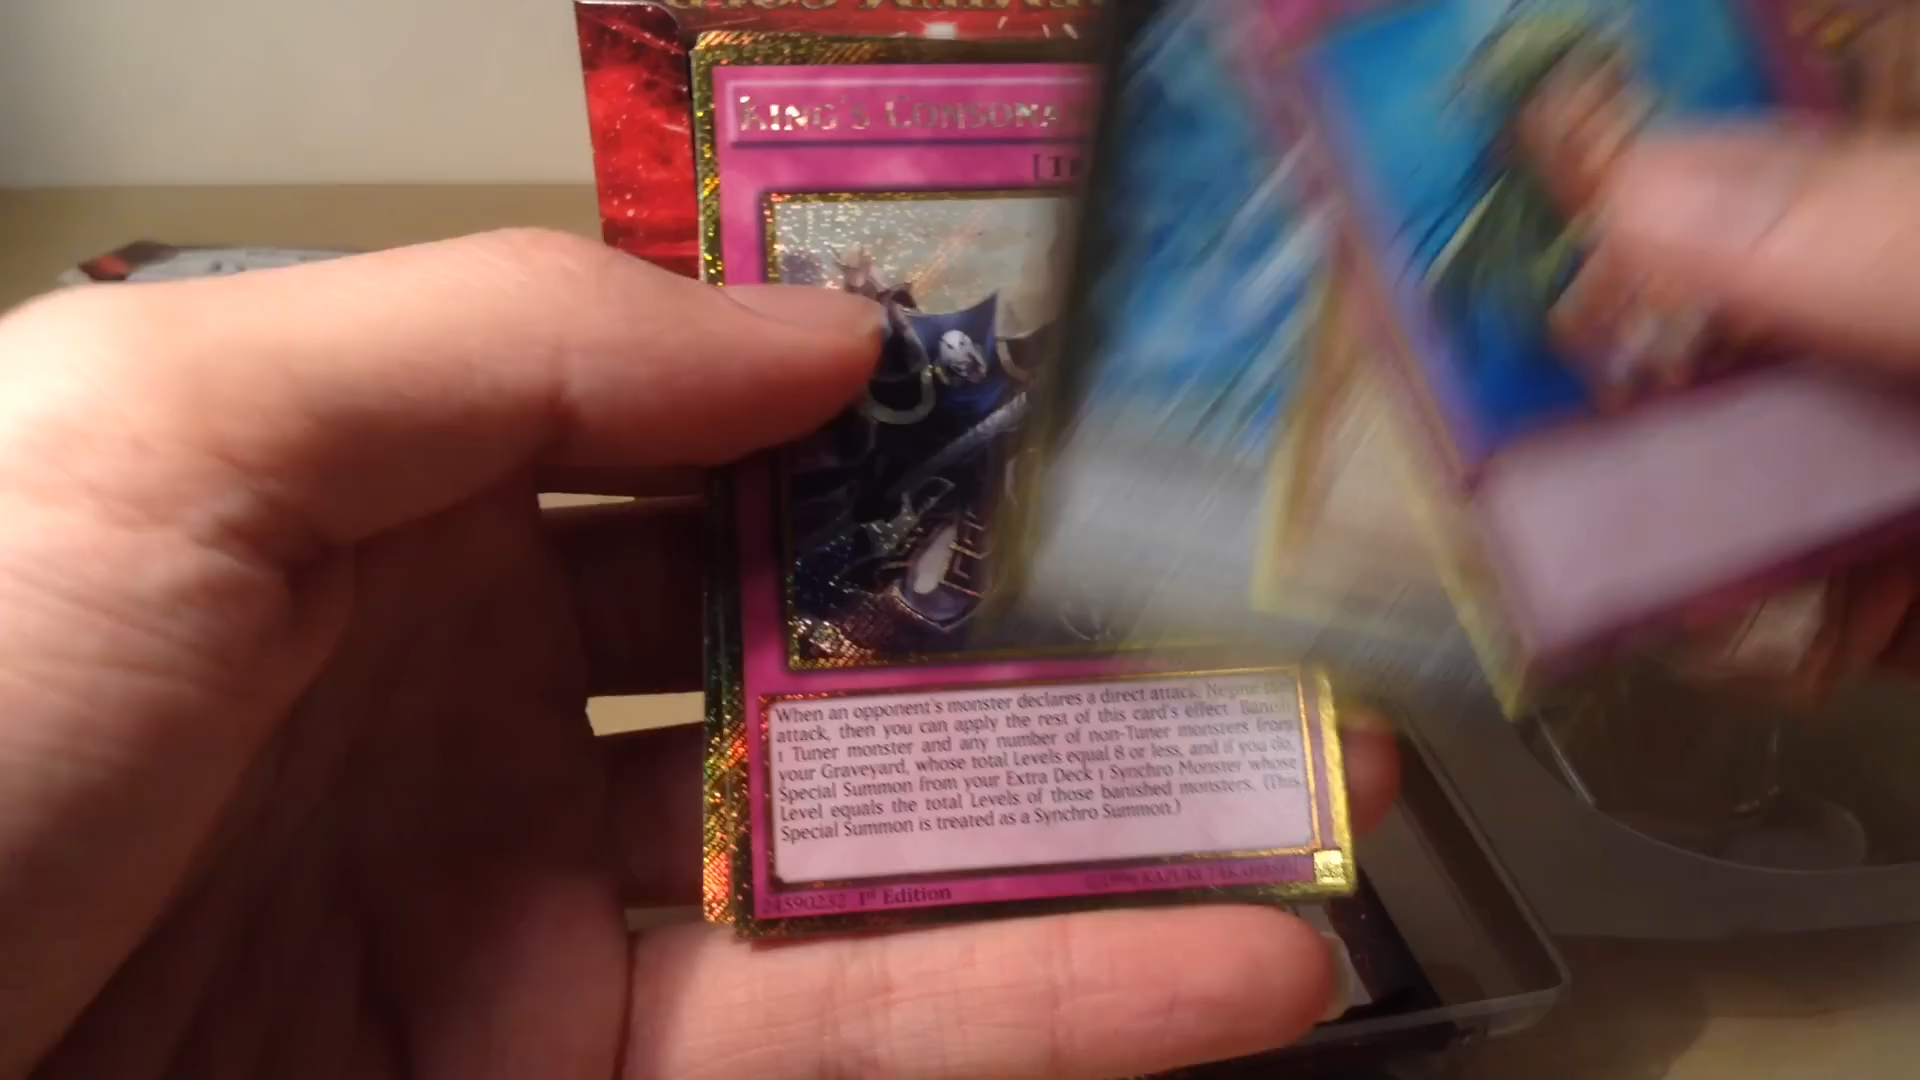 KING'S CONSONA
[T
When an opponent's monster declares a direct attack: Negate the
attack, then you can apply the rest of this card's effect. Banish
1 Tuner monster and any number of non-Tuner monsters from
your Graveyard, whose total Levels equal 8 or less, and if you do,
Special Summon from your Extra Deck 1 Synchro Monster whose
Level equals the total Levels of those banished monsters. (This
Special Summon is treated as a Synchro Summon.)
24590232 1st Edition
©1996 KAZUKI TAKAHASHI